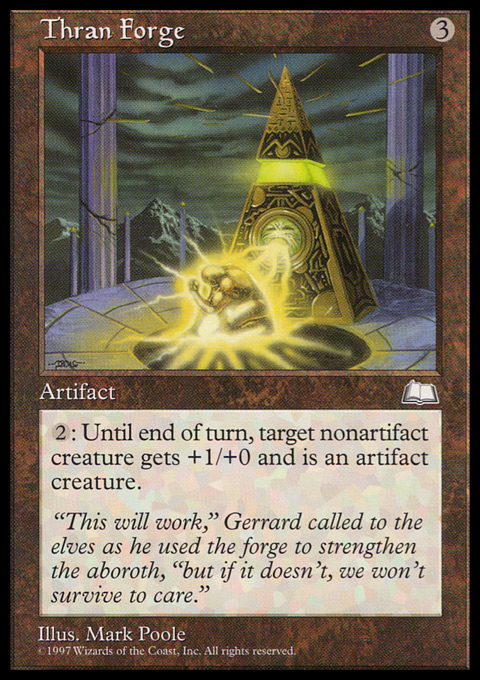 Thran Forge 3
Artifact
2: Until end of turn, target nonartifact
creature gets +1/+0 and is an artifact
creature.
“This will work,” Gerrard called to the
elves as he used the forge to strengthen
the aboroth, “but if it doesn't, we won't
survive to care.”
Illus. Mark Poole
©1997 Wizards of the Coast, Inc. All rights reserved.